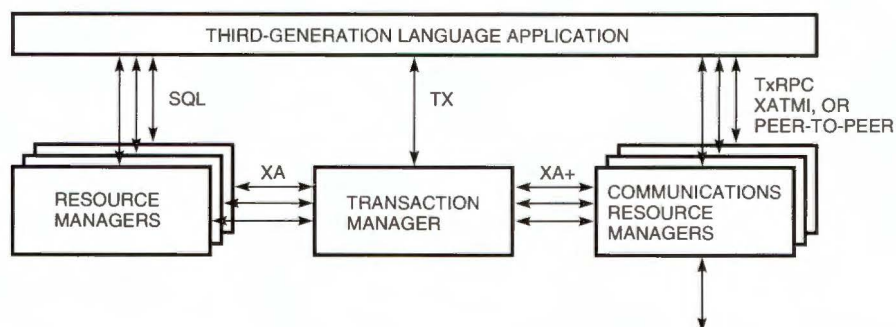 THIRD-GENERATION LANGUAGE APPLICATION
SQL
TX
TxRPC
XATMI, OR
PEER-TO-PEER
XA
XA+
RESOURCE
MANAGERS
TRANSACTION
MANAGER
COMMUNICATIONS
RESOURCE
MANAGERS